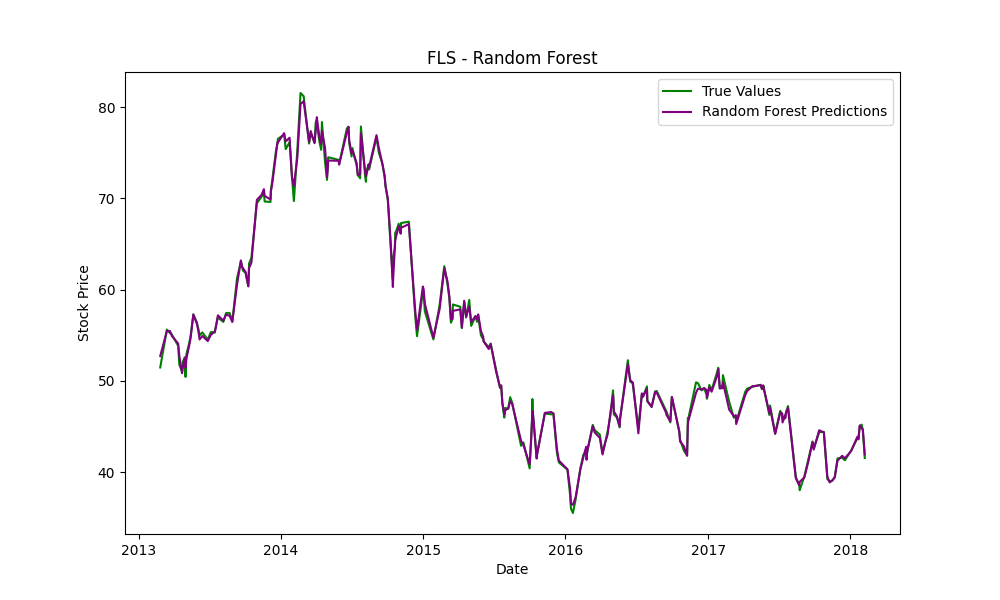 FLS - Random Forest
True Values
Random Forest Predictions
80
70
60
50
40
Stock Price
2013 2014 2015 2016 2017 2018
Date